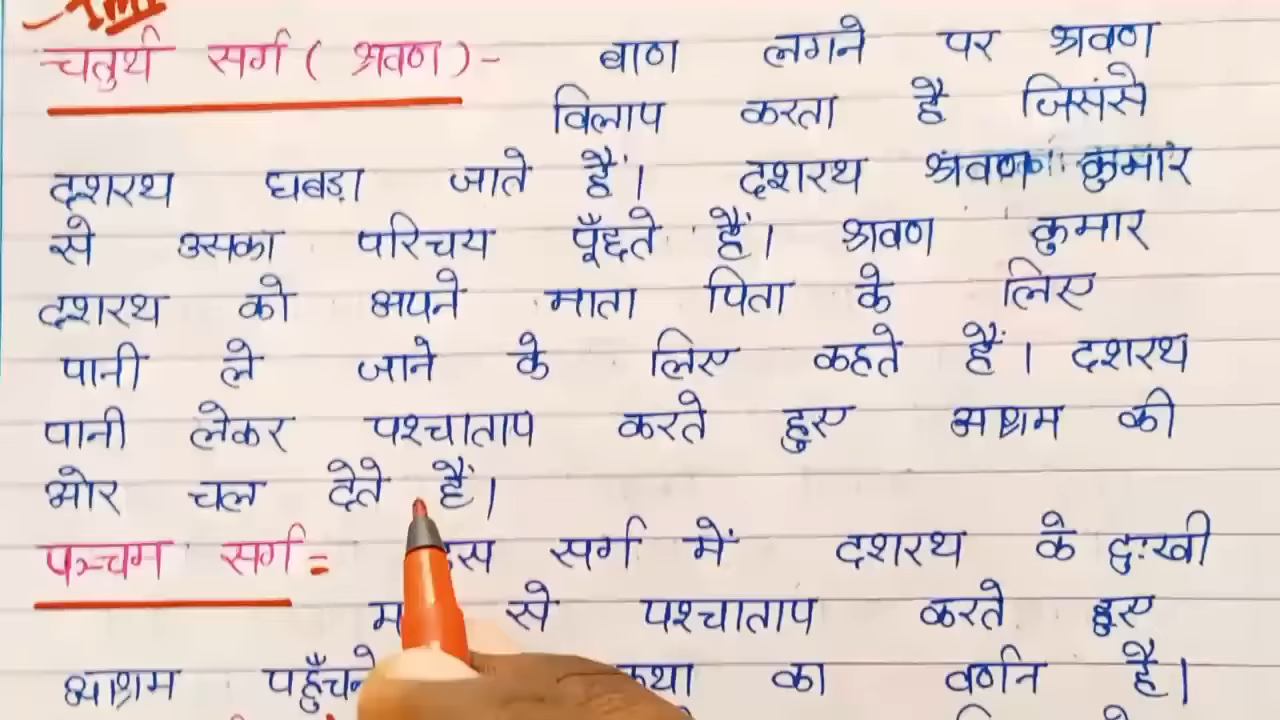 चतुर्थ सर्ग ( श्रवण ) - बाण लगने पर श्रवण
विलाप करता है जिससे
दशरथ घबड़ा जाते हैं। दशरथ श्रवण कुमार
से उसका परिचय पूँछते हैं। श्रवण कुमार
दशरथ को अपने माता पिता के लिए
पानी ले जाने के लिए कहते हैं। दशरथ
पानी लेकर पश्चाताप करते हुए आश्रम की
ओर चल देते हैं।
पञ्चम सर्ग = इस सर्ग में दशरथ के दुःखी
से पश्चाताप करते हुए
आश्रम पहुँचने कथा का वर्णन है।